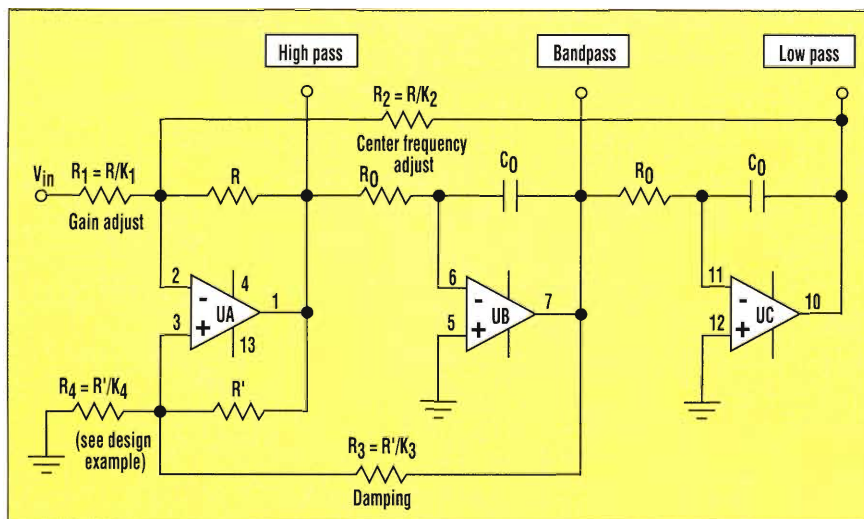 High pass
Bandpass
Low pass
R2 = R/K2
Center frequency
adjust
Vin
R1 = R/K1
Gain adjust
R
R0
C0
R0
C0
2
4
-
UA
1
3
+
13
6
-
UB
7
5
+
11
-
UC
10
12
+
R4 = R'/K4
(see design
example)
R'
R3 = R'/K3
Damping